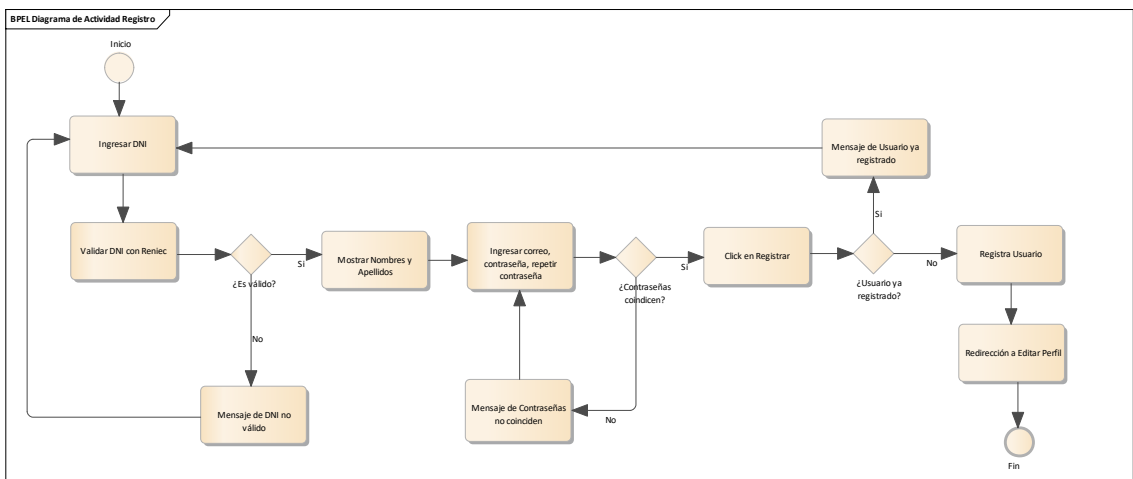 BPEL Diagrama de Actividad Registro
Inicio
Ingresar DNI
Mensaje de Usuario ya
registrado
Si
Validar DNI con Reniec
¿Es válido?
Si
Mostrar Nombres y
Apellidos
Ingresar correo,
contraseña, repetir
contraseña
¿Contraseñas
coindicen?
Si
Click en Registrar
¿Usuario ya
registrado?
No
Registra Usuario
No
Redirección a Editar Perfil
Mensaje de DNI no
válido
Mensaje de Contraseñas
no coinciden
No
Fin